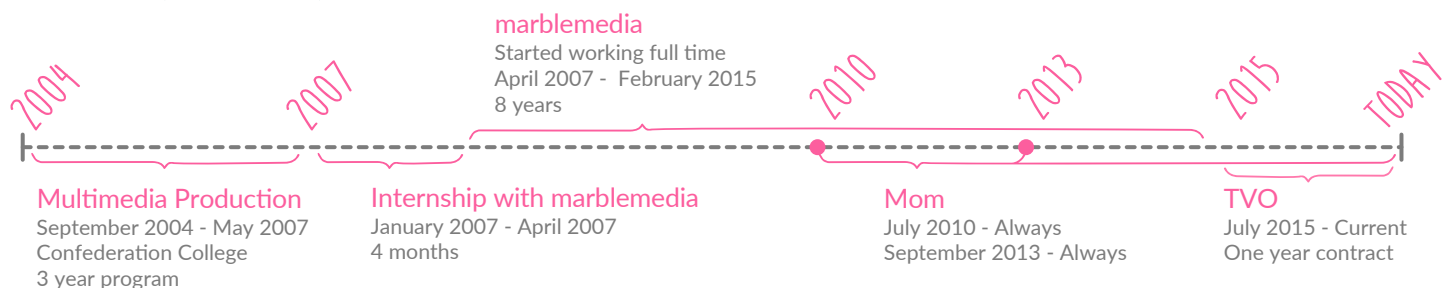 marblemedia
Started working full time
April 2007 - February 2015
8 years
2004
2007
2010
2013
2015
TODAY
Multimedia Production
September 2004 - May 2007
Confederation College
3 year program
Internship with marblemedia
January 2007 - April 2007
4 months
Mom
July 2010 - Always
September 2013 - Always
TVO
July 2015 - Current
One year contract